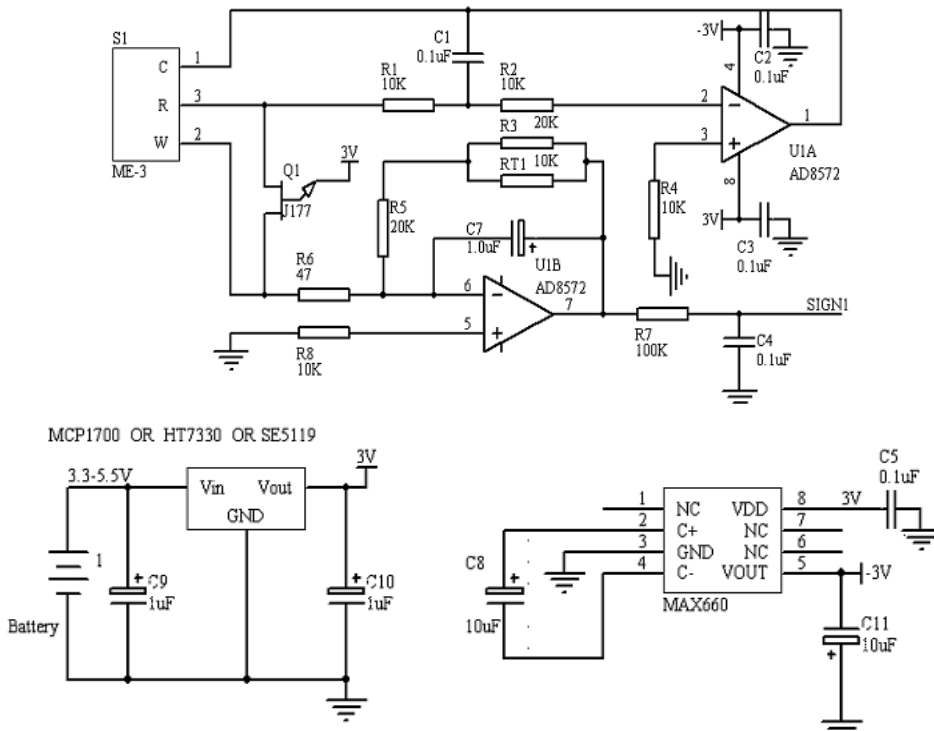 S1
C
R
W
ME-3
1
3
2
C1
0.1uF
R1
10K
R2
10K
20K
R3
10K
RT1
Q1
J177
3V
R5
20K
C7
1.0uF
+
R6
47
R8
10K
6
5
7
U1B
AD8572
-3V
4
C2
0.1uF
2
3
1
U1A
AD8572
8
3V
C3
0.1uF
R4
10K
R7
100K
SIGN1
C4
0.1uF
MCP1700 OR HT7330 OR SE5119
3.3-5.5V
Vin Vout
GND
3V
1
Battery
+ C9
1uF
+ C10
1uF
C8
+
10uF
1 NC VDD 8 3V
2 C+ NC 7
3 GND NC 6
4 C- VOUT 5 -3V
MAX660
C5
0.1uF
C11
10uF
+